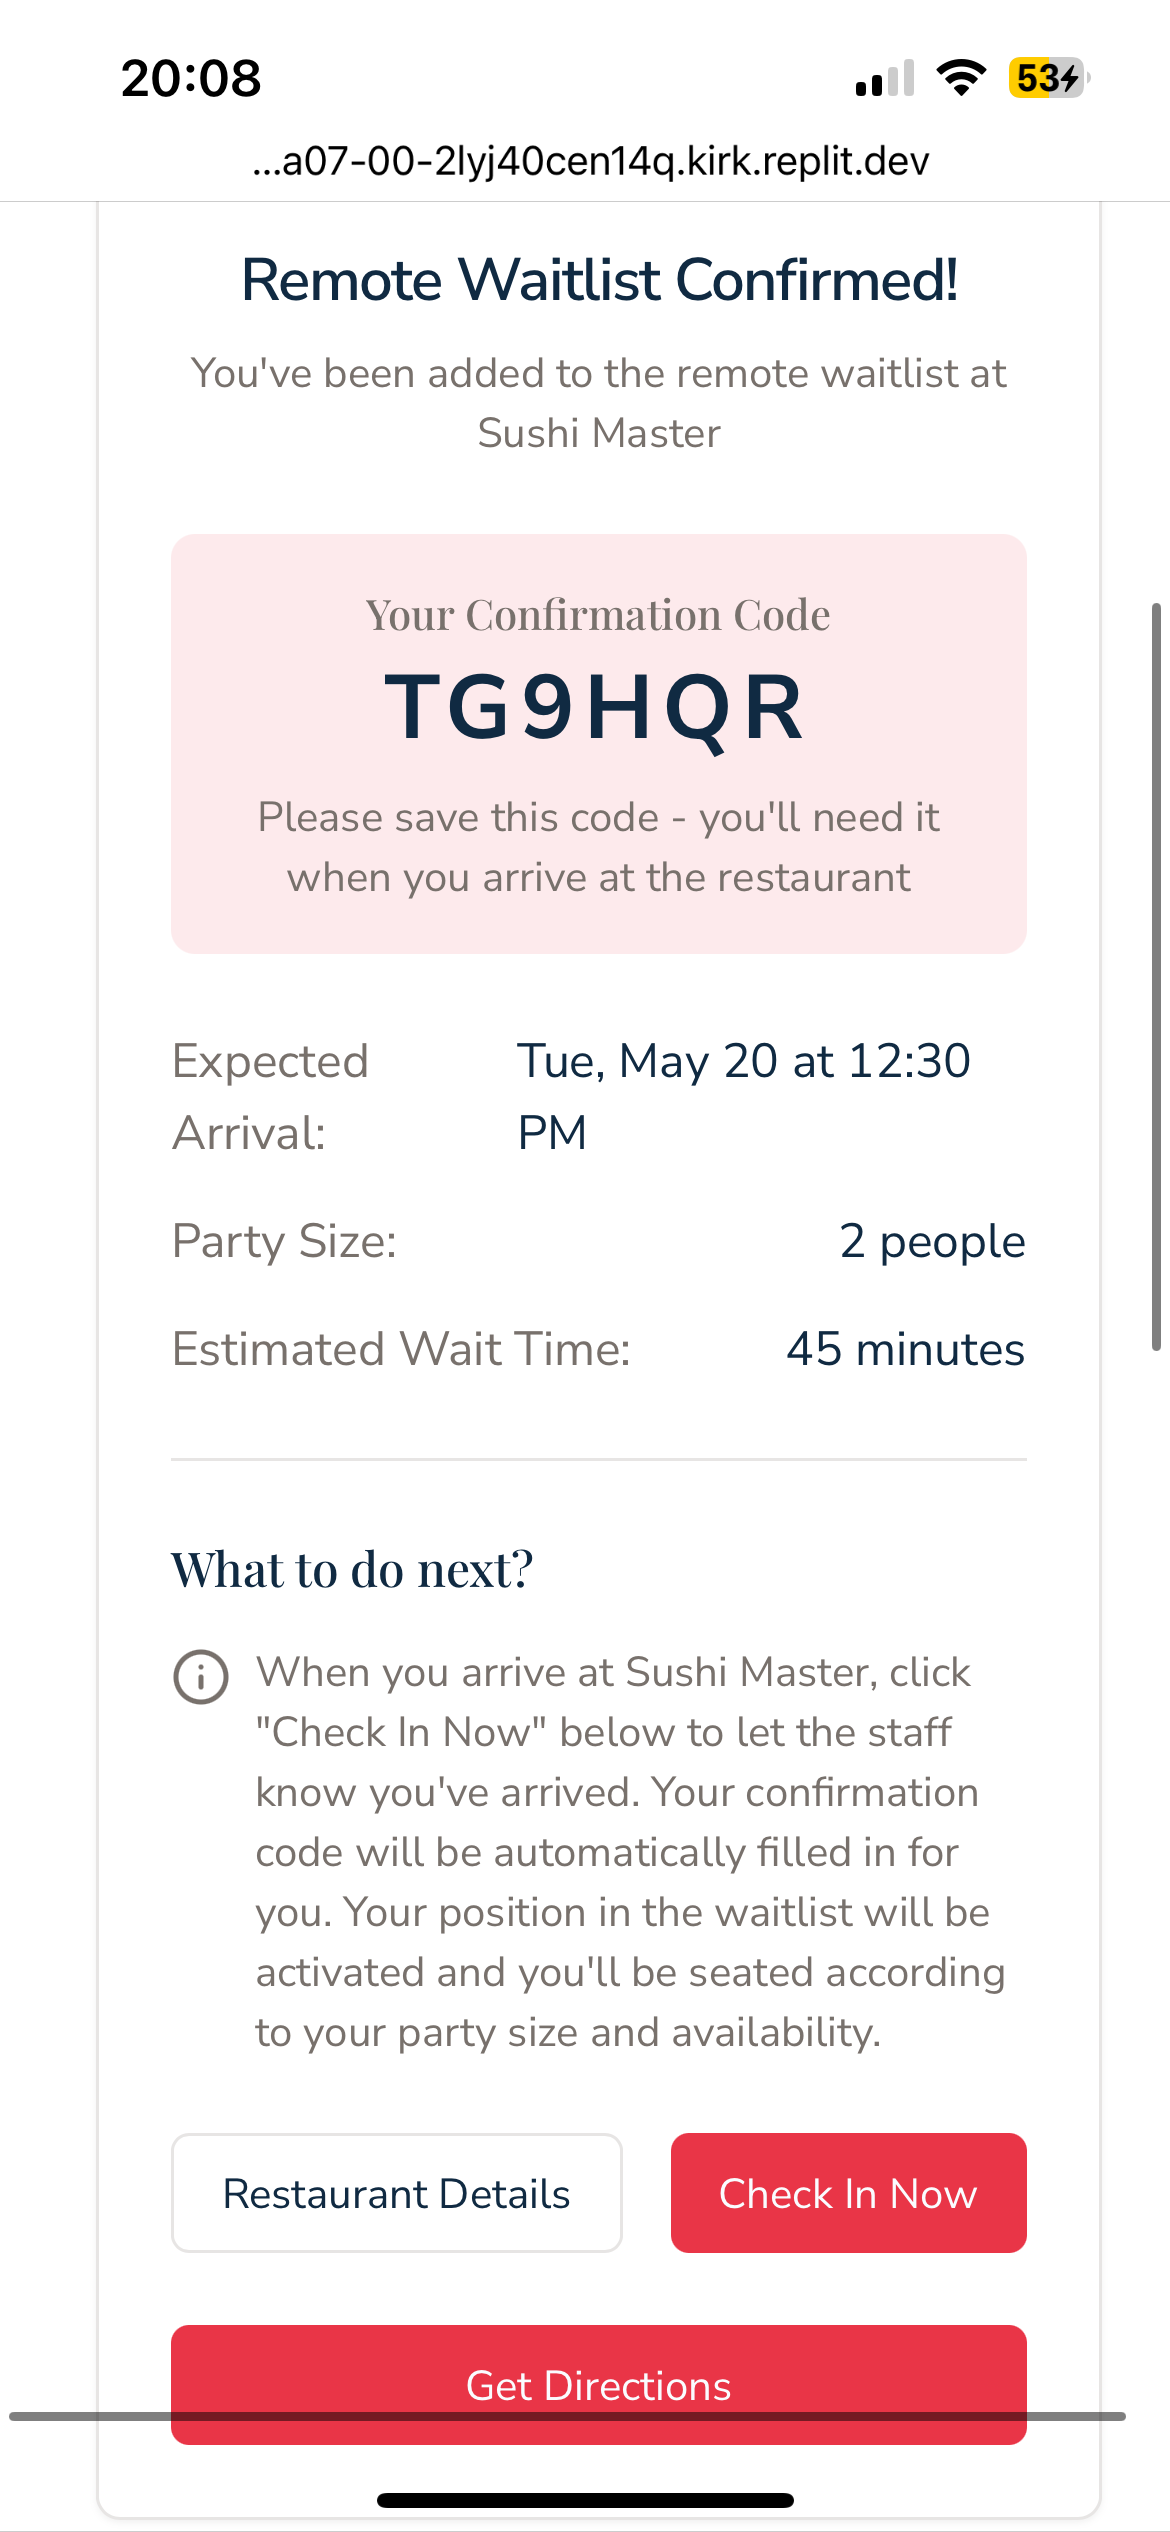 20:08
53
...a07-00-2lyj40cen14q.kirk.replit.dev
Remote Waitlist Confirmed!
You've been added to the remote waitlist at
Sushi Master
Your Confirmation Code
TG9HQR
Please save this code - you'll need it
when you arrive at the restaurant
Expected
Arrival:
Tue, May 20 at 12:30
PM
Party Size:
2 people
Estimated Wait Time:
45 minutes
What to do next?
When you arrive at Sushi Master, click
"Check In Now" below to let the staff
know you've arrived. Your confirmation
code will be automatically filled in for
you. Your position in the waitlist will be
activated and you'll be seated according
to your party size and availability.
Restaurant Details
Check In Now
Get Directions